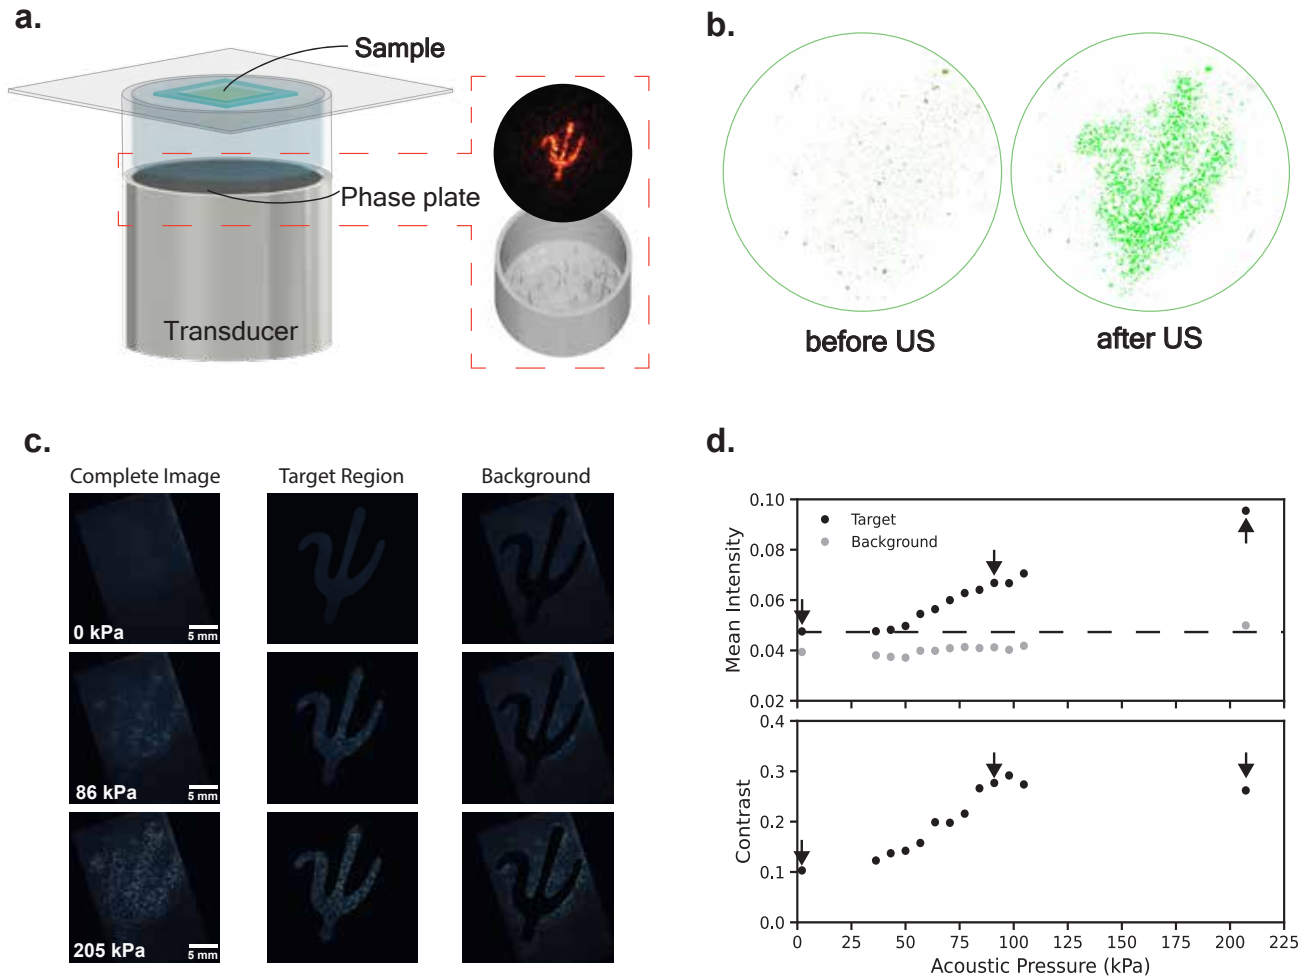 a.
Sample
Phase plate
Transducer
b.
before US
after US
c.
Complete Image
Target Region
Background
0 kPa
5 mm
86 kPa
5 mm
205 kPa
5 mm
d.
0.10
0.08
0.06
0.04
0.02
Mean Intensity
Target
Background
0.4
0.3
0.2
0.1
0.0
Contrast
0
25
50
75
100
125
150
175
200
225
Acoustic Pressure (kPa)